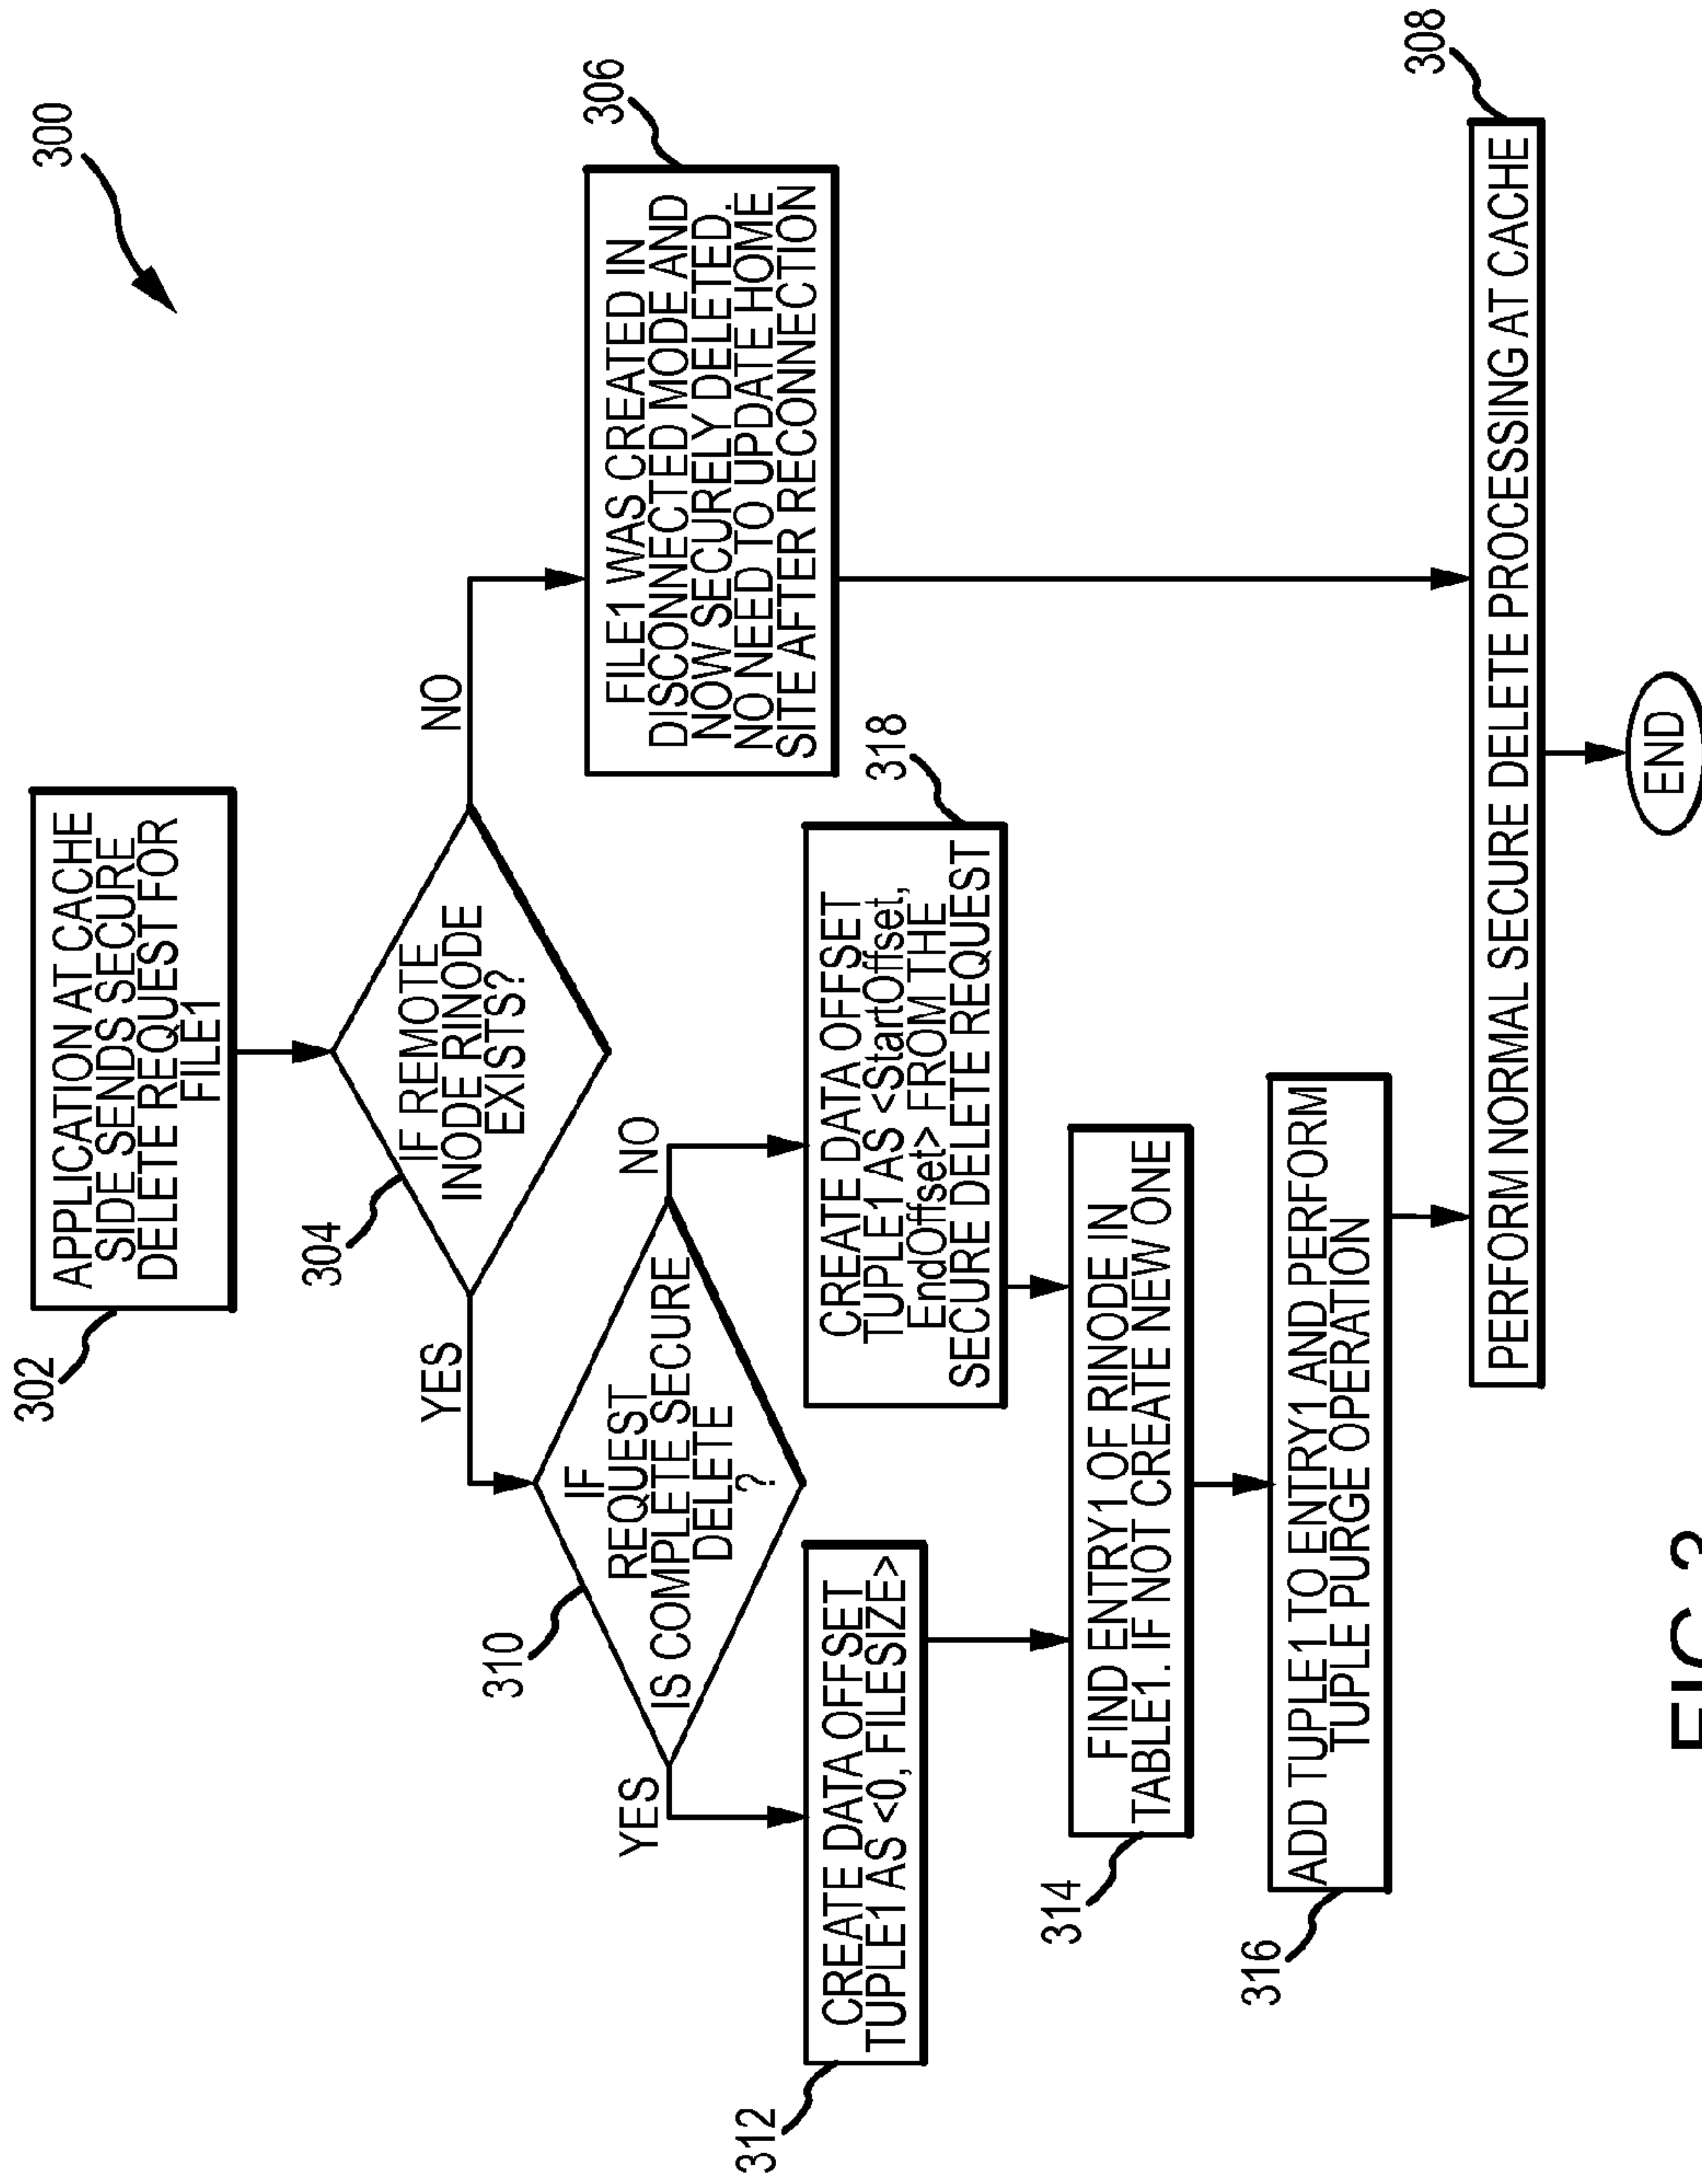 300
302
APPLICATION AT CACHE
SIDE SENDS SECURE
DELETE REQUEST FOR
FILE1
304
IF REMOTE
INODE RINODE
EXISTS?
YES
NO
306
FILE1 WAS CREATED IN
DISCONNECTED MODE AND
NOW SECURELY DELETED.
NO NEED TO UPDATE HOME
SITE AFTER RECONNECTION
310
IF
REQUEST
IS COMPLETE SECURE
DELETE
?
YES
NO
312
CREATE DATA OFFSET
TUPLE1 AS <0, FILESIZE>
318
CREATE DATA OFFSET
TUPLE1 AS <StartOffset,
EndOffset> FROM THE
SECURE DELETE REQUEST
314
FIND ENTRY1 OF RINODE IN
TABLE1. IF NOT CREATE NEW ONE
316
ADD TUPLE1 TO ENTRY1 AND PERFORM
TUPLE PURGE OPERATION
308
PERFORM NORMAL SECURE DELETE PROCESSING AT CACHE
END
FIG. 3